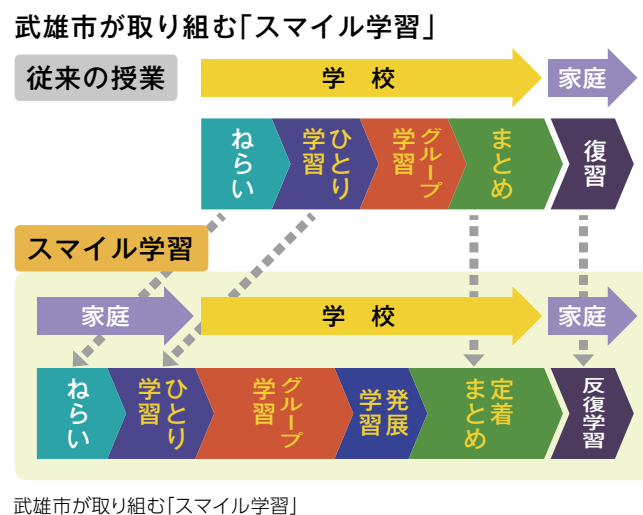 武雄市が取り組む「スマイル学習」
従来の授業
学 校
家庭
ねらい
ひとり
学習
グループ
学習
まとめ
復習
スマイル学習
家庭
学 校
家庭
ねらい
ひとり
学習
グループ
学習
発展
学習
定着
まとめ
反復学習
武雄市が取り組む「スマイル学習」